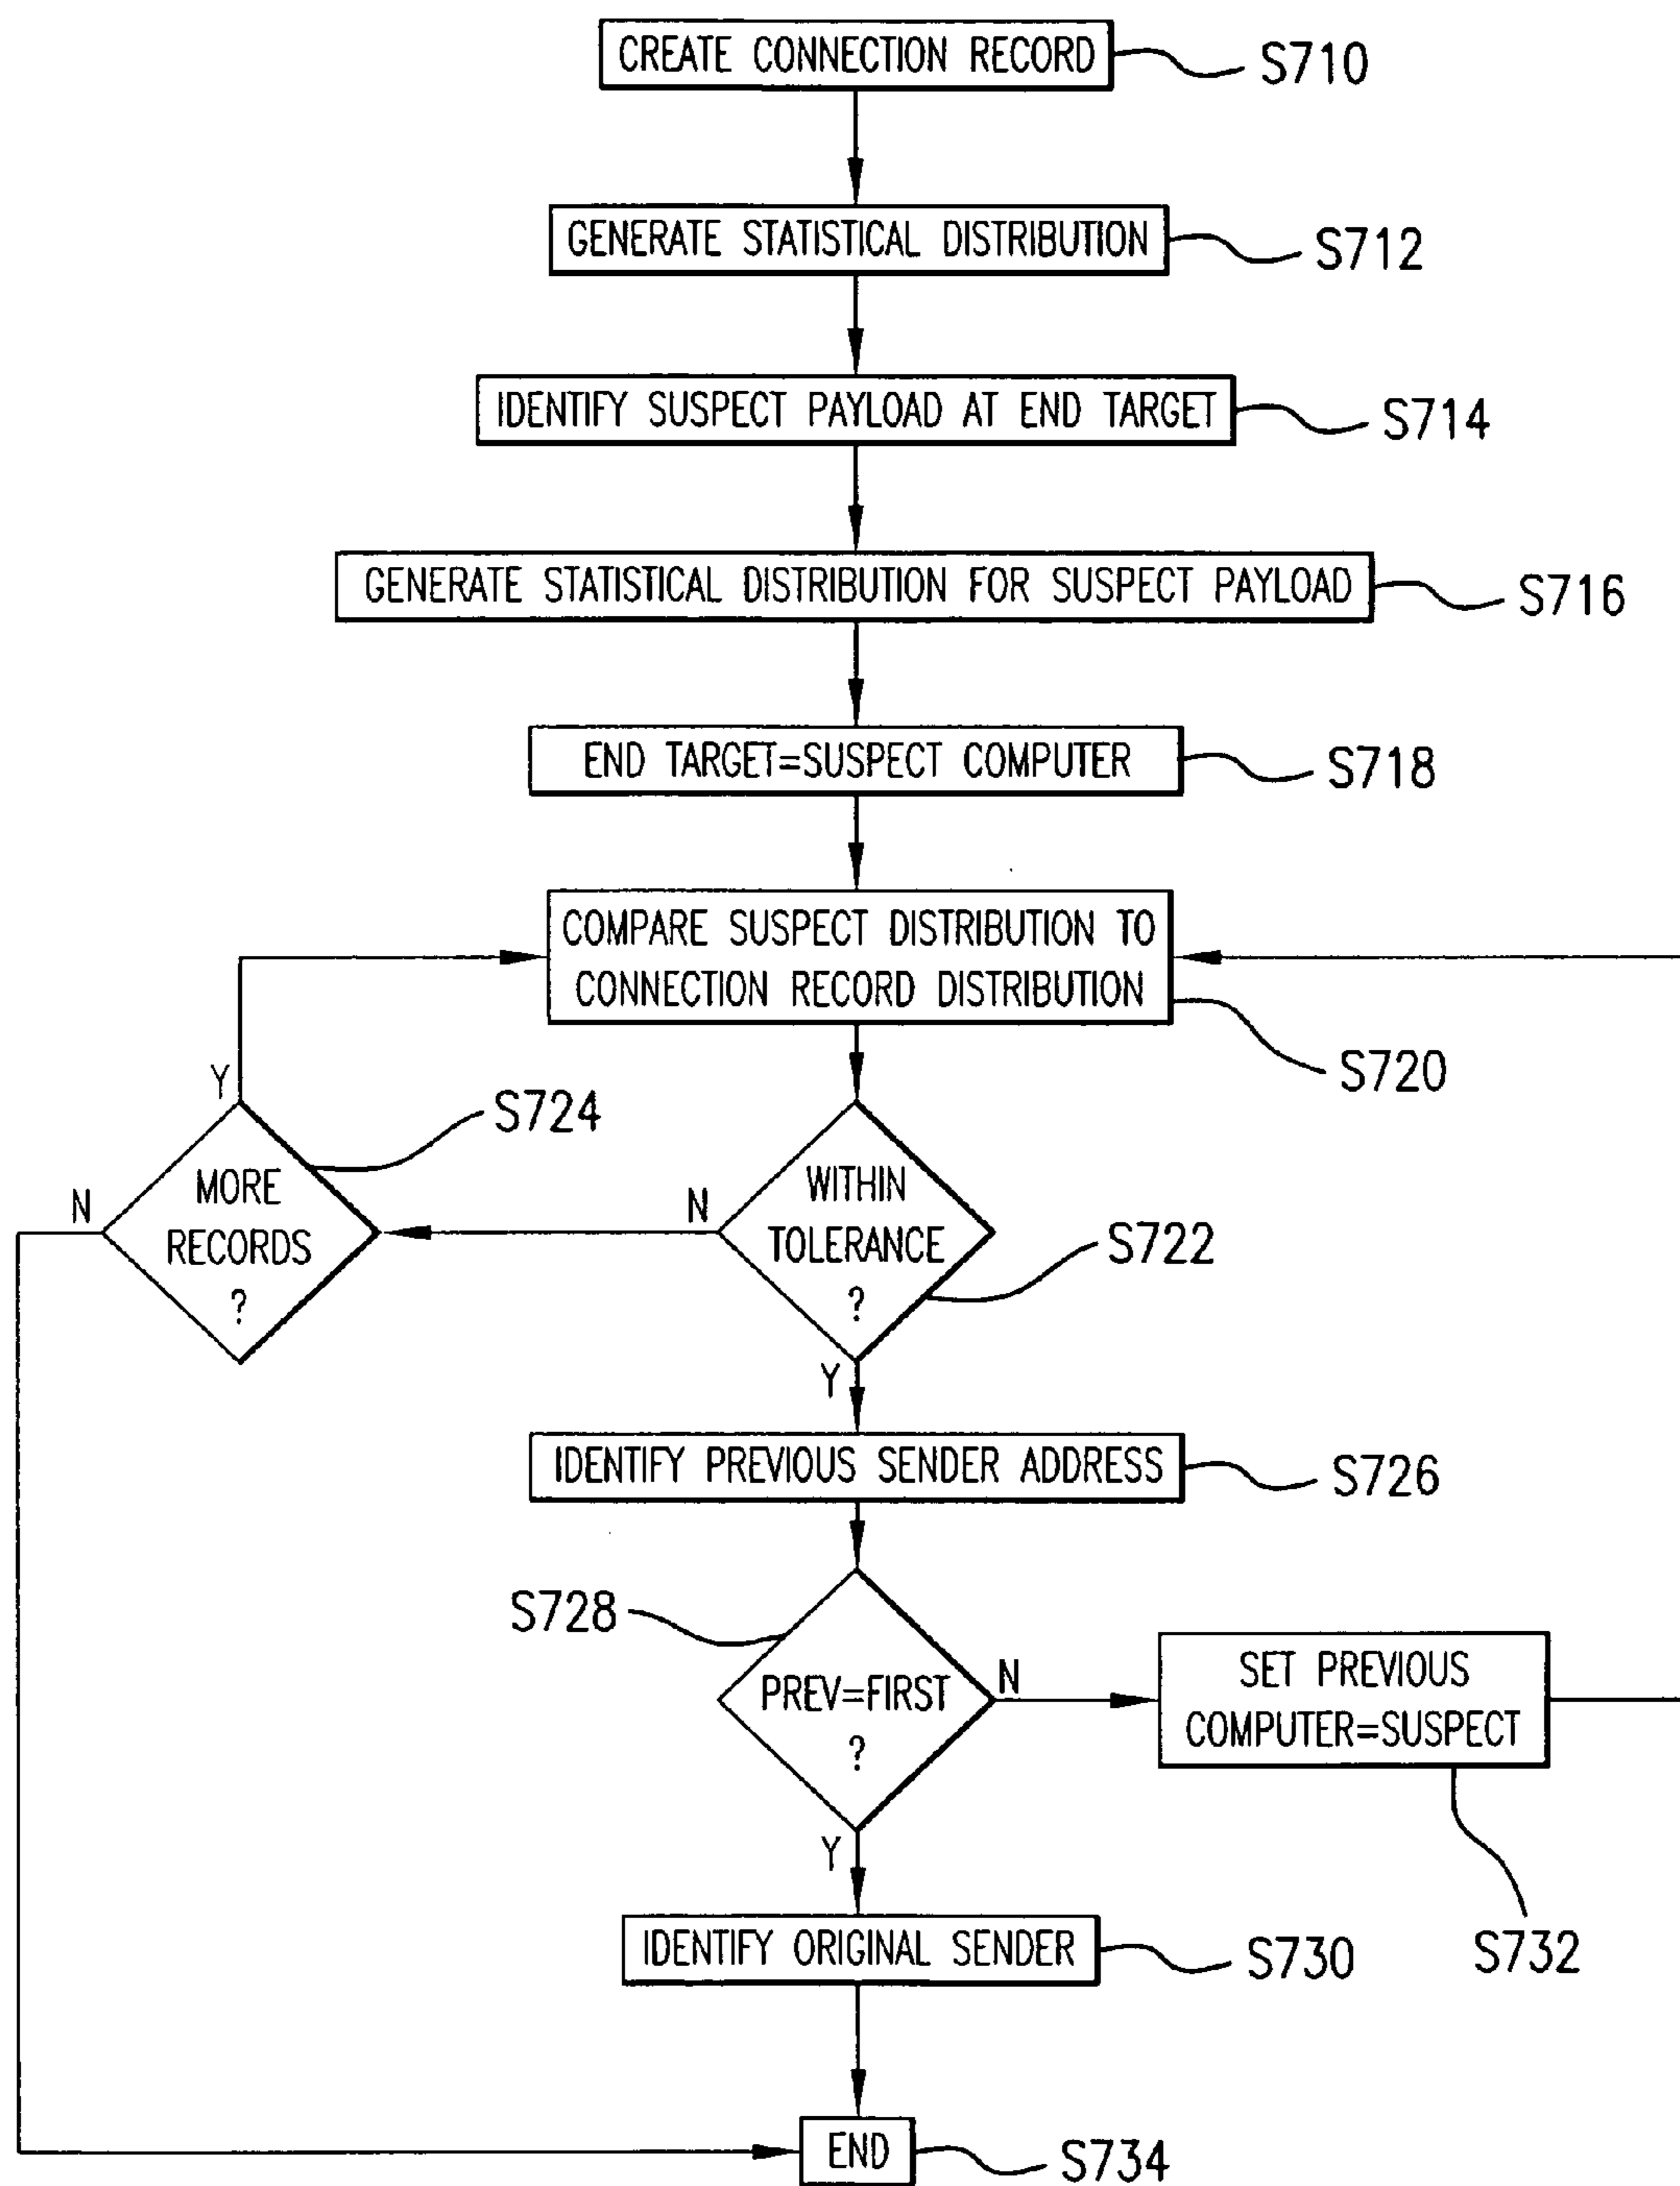 CREATE CONNECTION RECORD
S710
GENERATE STATISTICAL DISTRIBUTION
S712
IDENTIFY SUSPECT PAYLOAD AT END TARGET
S714
GENERATE STATISTICAL DISTRIBUTION FOR SUSPECT PAYLOAD
S716
END TARGET=SUSPECT COMPUTER
S718
COMPARE SUSPECT DISTRIBUTION TO
CONNECTION RECORD DISTRIBUTION
S720
Y
S724
MORE
RECORDS
?
N
N
WITHIN
TOLERANCE
?
S722
Y
IDENTIFY PREVIOUS SENDER ADDRESS
S726
S728
PREV=FIRST
?
N
SET PREVIOUS
COMPUTER=SUSPECT
S732
Y
IDENTIFY ORIGINAL SENDER
S730
END
S734